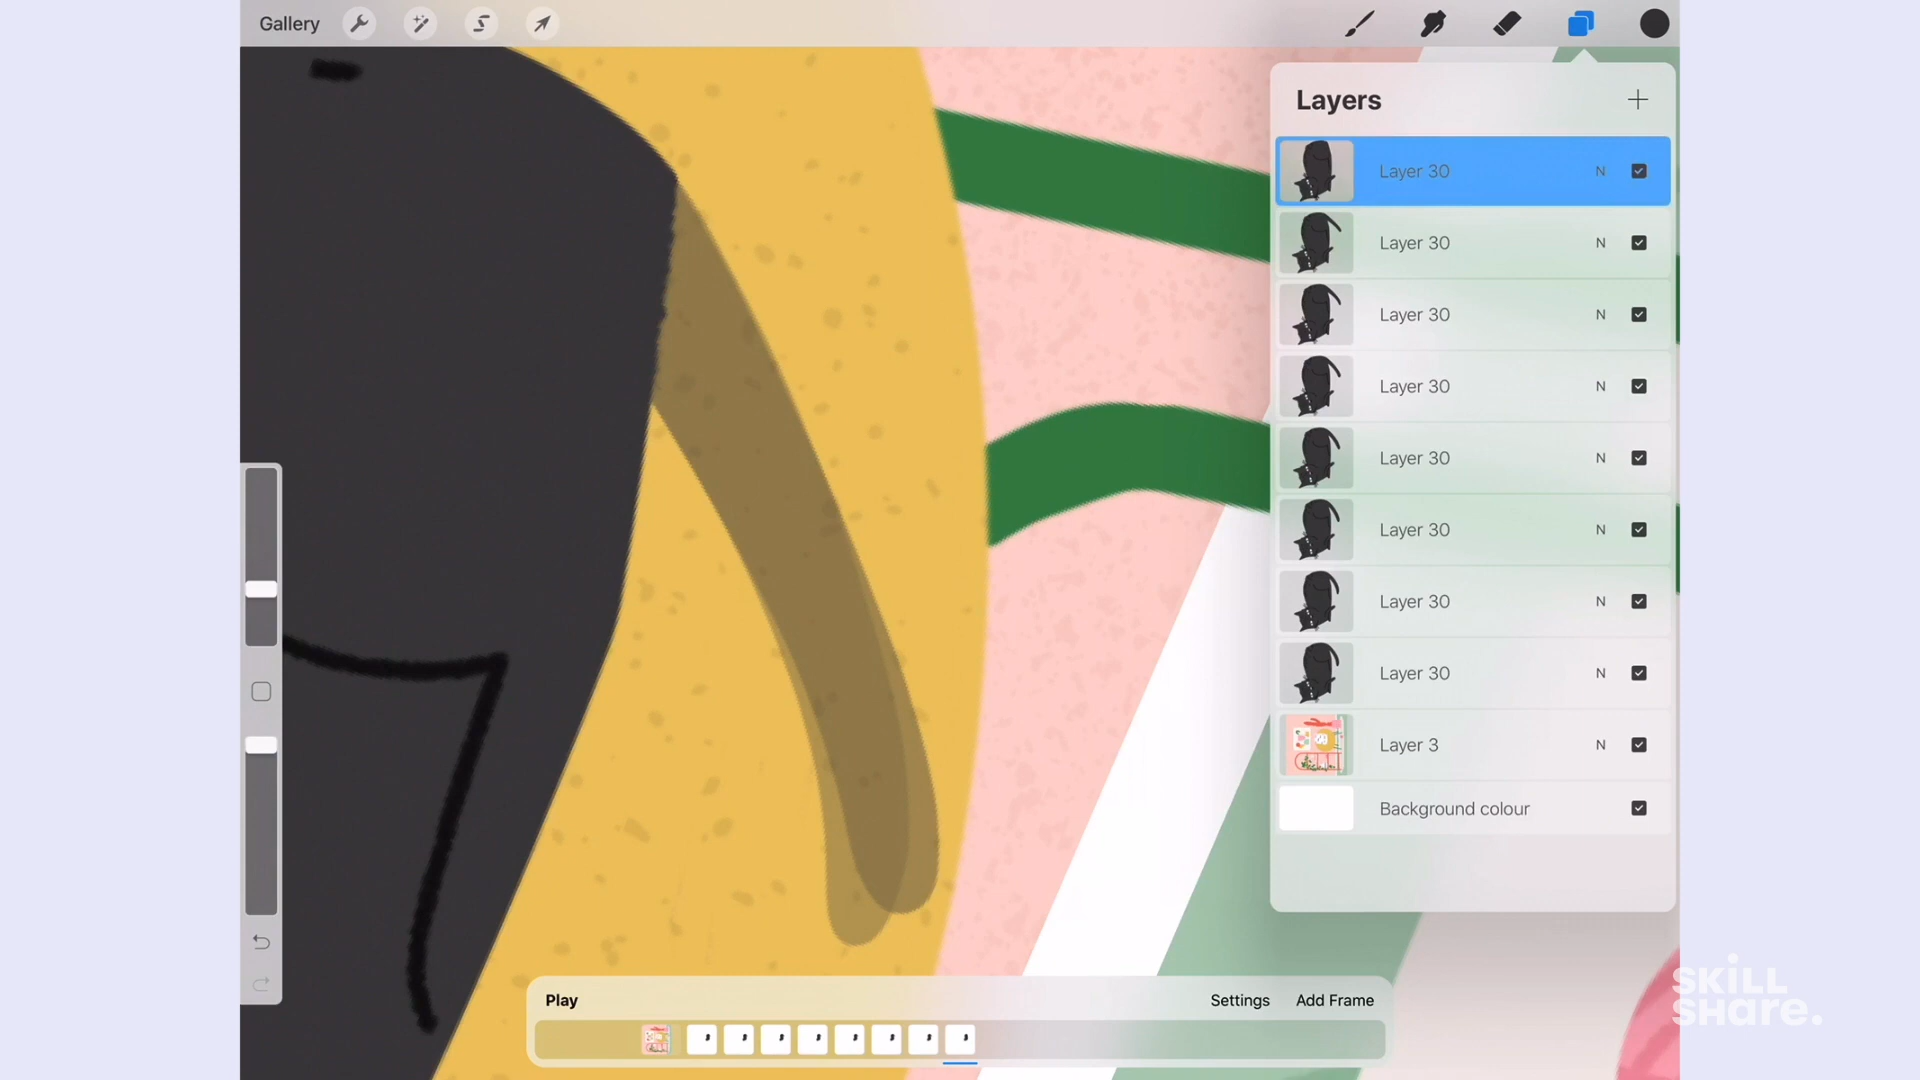 Gallery
Layers
Layer 30 N
Layer 30 N
Layer 30 N
Layer 30 N
Layer 30 N
Layer 30 N
Layer 30 N
Layer 30 N
Layer 3 N
Background colour
Play Settings Add Frame
SKILL
share.